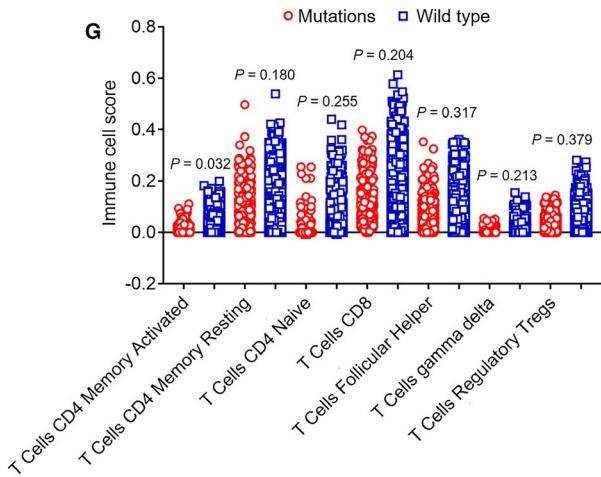 G
Mutations Wild type
Immune cell score
0.8
0.6
0.4
0.2
0.0
-0.2
P = 0.032
P = 0.180
P = 0.255
P = 0.204
P = 0.317
P = 0.213
P = 0.379
T Cells CD4 Memory Activated
T Cells CD4 Memory Resting
T Cells CD4 Naive
T Cells CD8
T Cells Follicular Helper
T Cells gamma delta
T Cells Regulatory Tregs